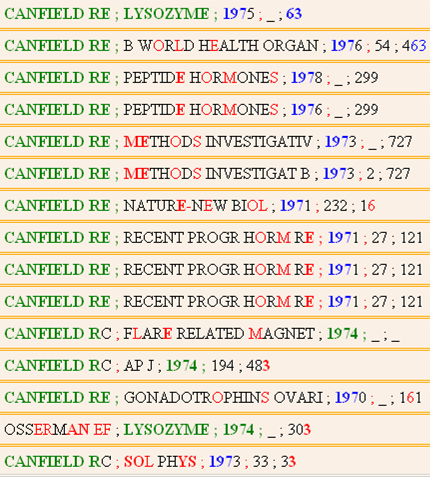 CANFIELD RE ; LYSOZYME ; 1975 ; _ ; 63
CANFIELD RE ; B WORLD HEALTH ORGAN ; 1976 ; 54 ; 463
CANFIELD RE ; PEPTIDE HORMONES ; 1978 ; _ ; 299
CANFIELD RE ; PEPTIDE HORMONES ; 1976 ; _ ; 299
CANFIELD RE ; METHODS INVESTIGATIV ; 1973 ; _ ; 727
CANFIELD RE ; METHODS INVESTIGAT B ; 1973 ; 2 ; 727
CANFIELD RE ; NATURE-NEW BIOL ; 1971 ; 232 ; 16
CANFIELD RE ; RECENT PROGR HORM RE ; 1971 ; 27 ; 121
CANFIELD RE ; RECENT PROGR HORM RE ; 1971 ; 27 ; 121
CANFIELD RE ; RECENT PROGR HORM RE ; 1971 ; 27 ; 121
CANFIELD RC ; FLARE RELATED MAGNET ; 1974 ; _ ; _
CANFIELD RC ; AP J ; 1974 ; 194 ; 483
CANFIELD RE ; GONADOTROPHINS OVARI ; 1970 ; _ ; 161
OSSERMAN EF ; LYSOZYME ; 1974 ; _ ; 303
CANFIELD RC ; SOL PHYS ; 1973 ; 33 ; 33